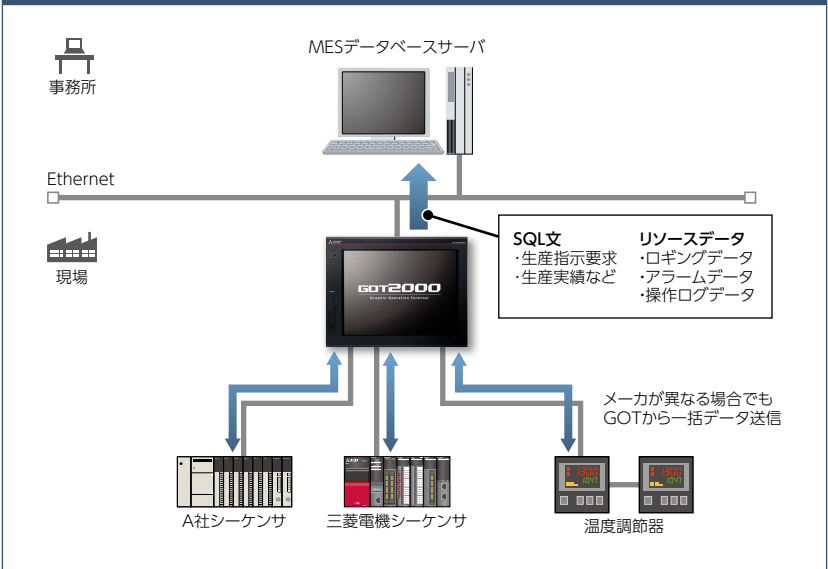 MESデータベースサーバ
事務所
Ethernet
現場
SQL文
・生産指示要求
・生産実績など
リソースデータ
・ロギングデータ
・アラームデータ
・操作ログデータ
GOT2000
Graphic Operation Terminal
メーカが異なる場合でも
GOTから一括データ送信
A社シーケンサ
三菱電機シーケンサ
温度調節器